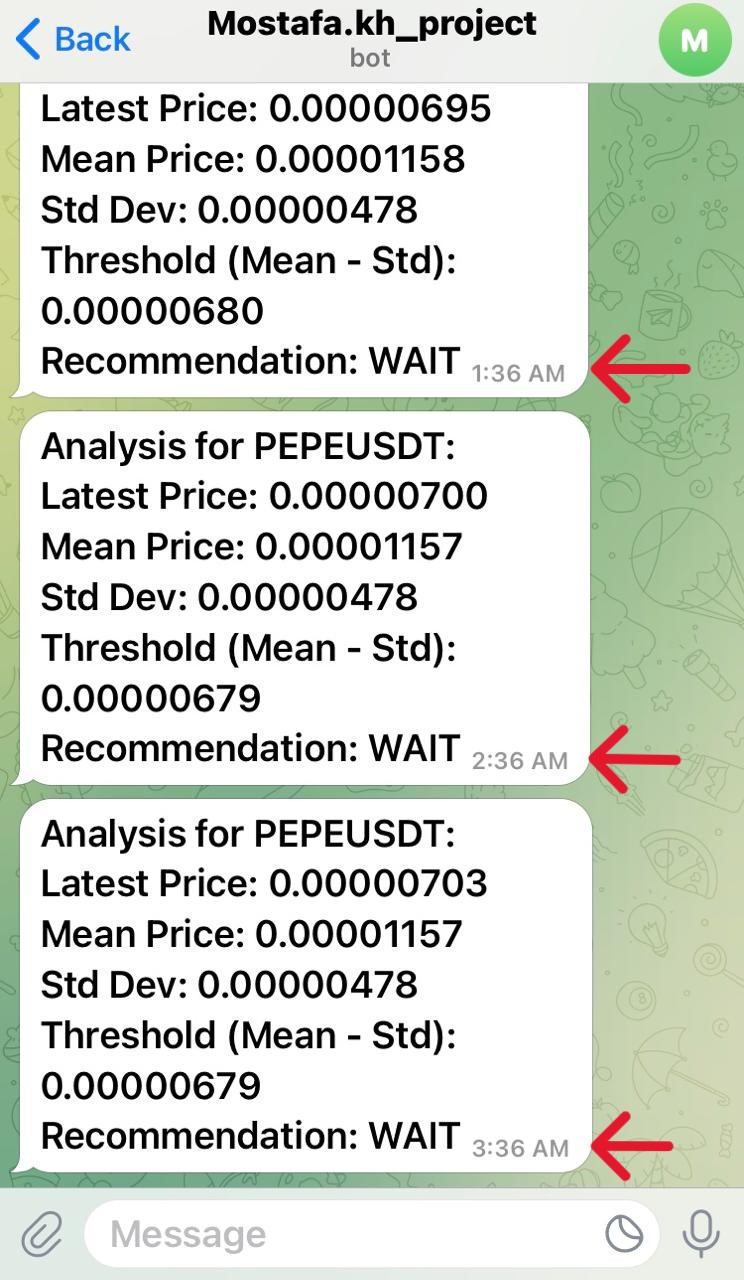 Back
Mostafa.kh_project
bot
M
Latest Price: 0.00000695
Mean Price: 0.00001158
Std Dev: 0.00000478
Threshold (Mean - Std):
0.00000680
Recommendation: WAIT 1:36 AM
Analysis for PEPEUSDT:
Latest Price: 0.00000700
Mean Price: 0.00001157
Std Dev: 0.00000478
Threshold (Mean - Std):
0.00000679
Recommendation: WAIT 2:36 AM
Analysis for PEPEUSDT:
Latest Price: 0.00000703
Mean Price: 0.00001157
Std Dev: 0.00000478
Threshold (Mean - Std):
0.00000679
Recommendation: WAIT 3:36 AM
Message